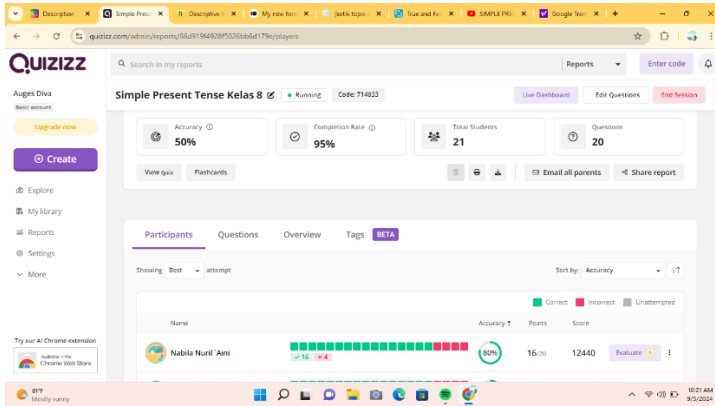 Description
Simple Prese
Descriptive t
My new fon
True and Fal
SIMPLE PRE
Google Tran
quizizz.com/admin/reports/66d919f4928f5026bb6d179e/players
QUIZIZZ
Search in my reports
Reports
Enter code
Auges Diva
Basic account
Simple Present Tense Kelas 8
Running
Code: 714833
Live Dashboard
Edit Questions
End Session
Upgrade now
Create
Accuracy
50%
Completion Rate
95%
Total Students
21
Questions
20
View quiz
Flashcards
Email all parents
Share report
Explore
My library
Reports
Settings
More
Participants
Questions
Overview
Tags
BETA
Showing Best attempt
Sort by: Accuracy
Correct
Incorrect
Unattempted
Name
Accuracy
Points
Score
Nabila Nuril `Aini
16
4
80%
16/20
12440
Evaluate
Try our AI Chrome extension
Available in the
Chrome Web Store
81°F
Mostly sunny
10:21 AM
9/5/2024